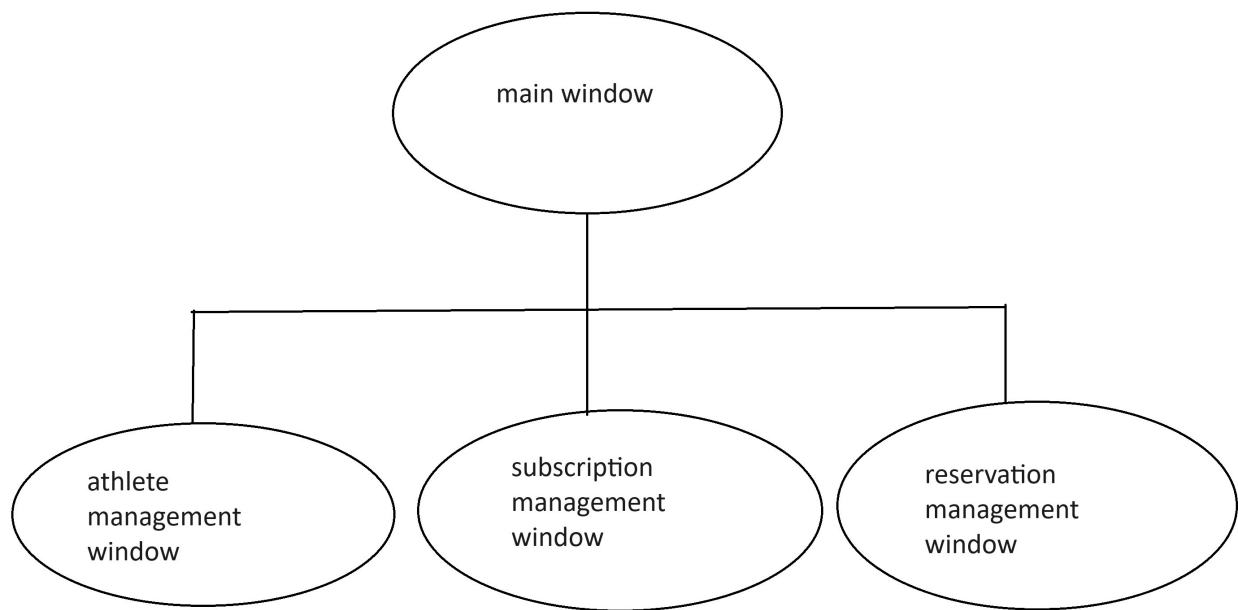 main window
athlete
management
window
subscription
management
window
reservation
management
window